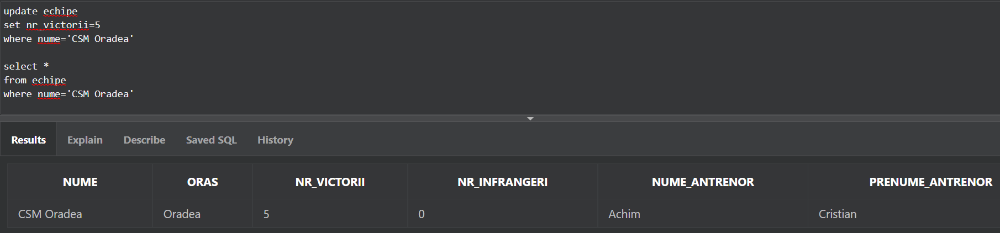 update echipe
set nr_victorii=5
where nume='CSM Oradea'
select *
from echipe
where nume='CSM Oradea'
Results Explain Describe Saved SQL History
NUME ORAS NR_VICTORII NR_INFRANGERI NUME_ANTRENOR PRENUME_ANTRENOR
CSM Oradea Oradea 5 0 Achim Cristian